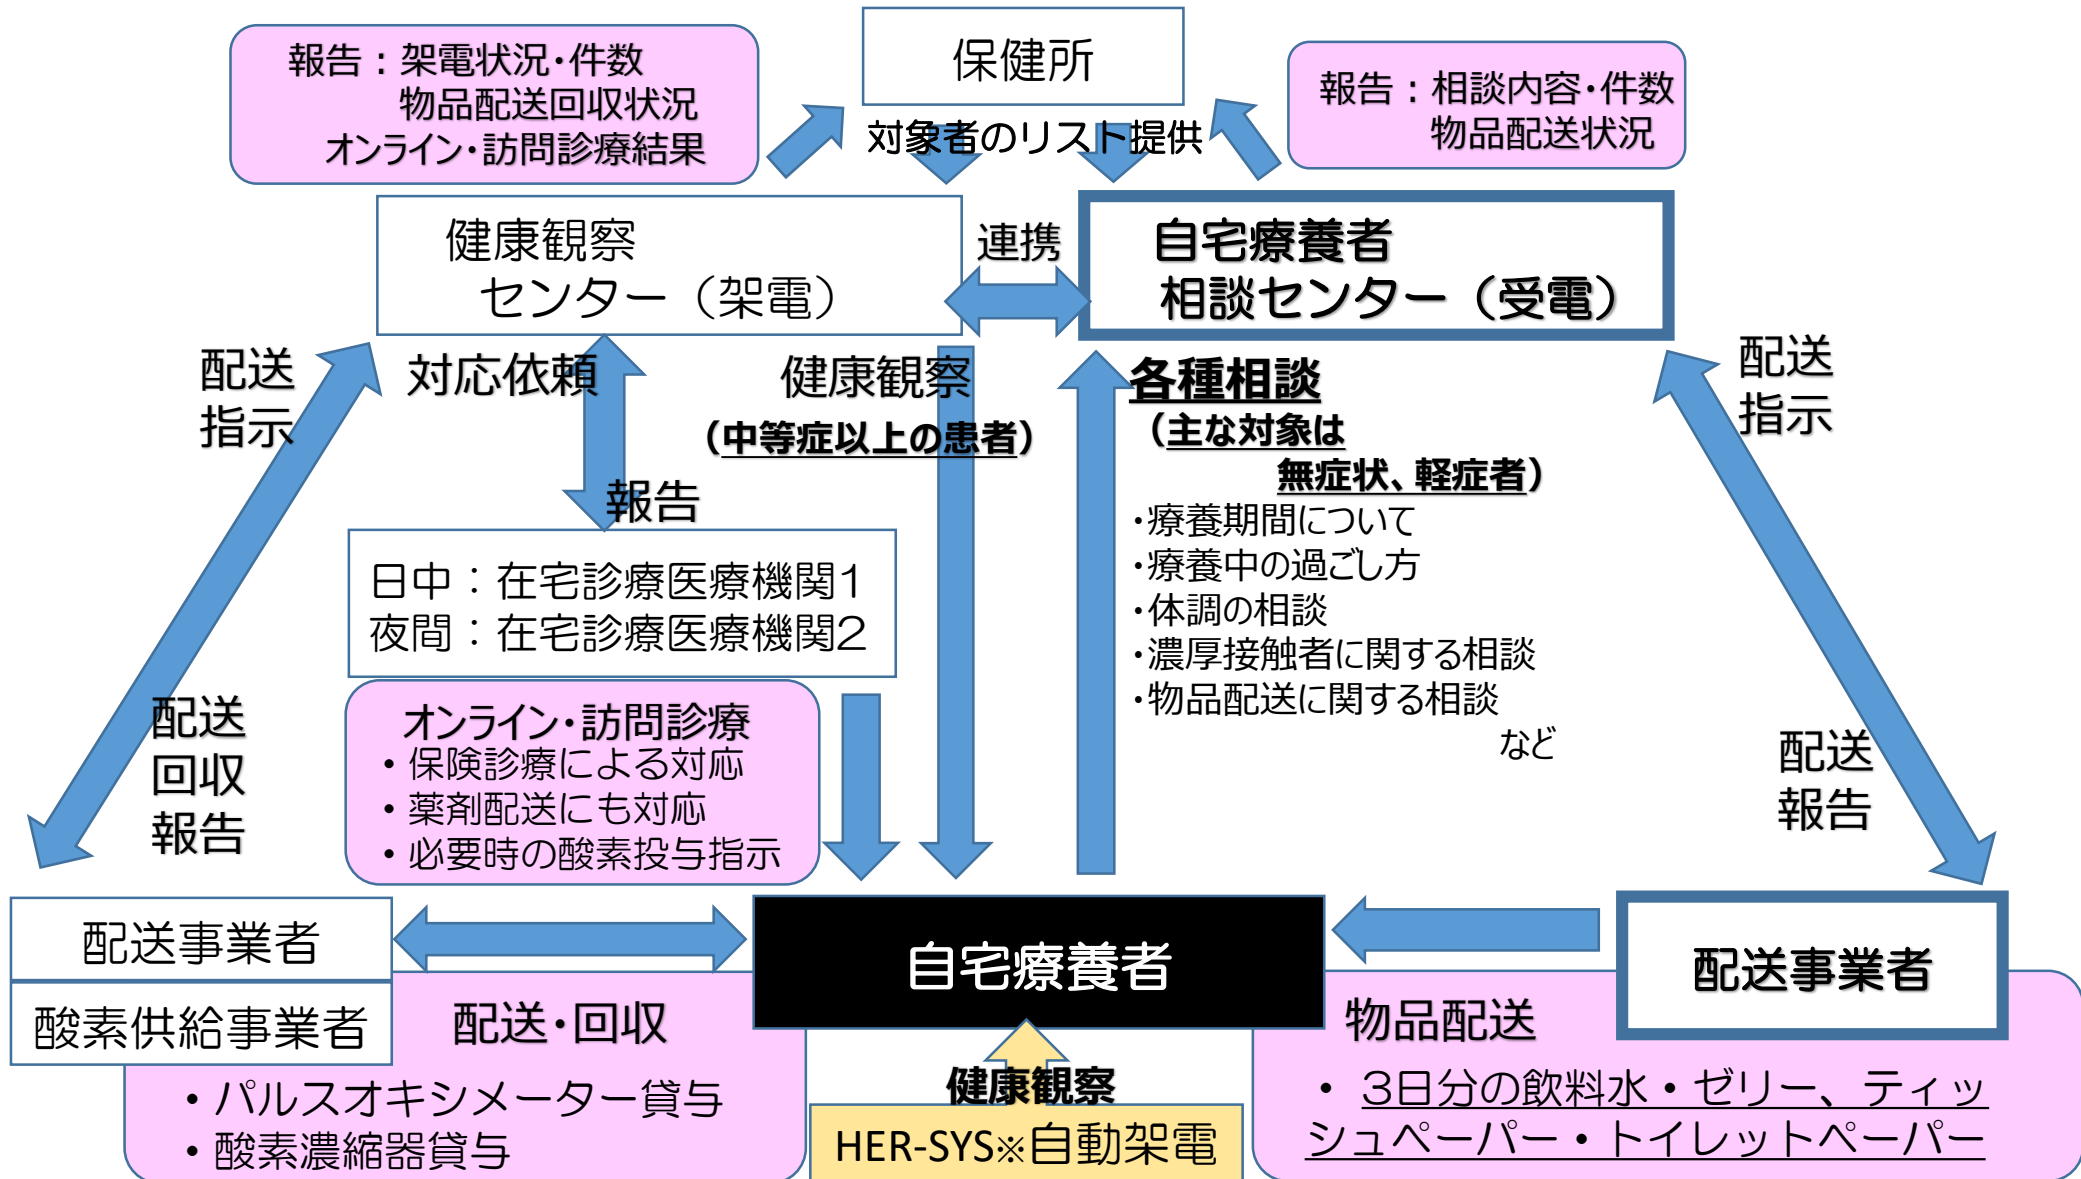 保健所
報告：架電状況・件数
物品配送回収状況
オンライン・訪問診療結果
報告：相談内容・件数
物品配送状況
対象者のリスト提供
健康観察
センター（架電）
連携
自宅療養者
相談センター（受電）
配送
指示
対応依頼
健康観察
（中等症以上の患者）
各種相談
（主な対象は
無症状、軽症者）
・療養期間について
・療養中の過ごし方
・体調の相談
・濃厚接触者に関する相談
・物品配送に関する相談
など
配送
指示
報告
日中：在宅診療医療機関1
夜間：在宅診療医療機関2
オンライン・訪問診療
・保険診療による対応
・薬剤配送にも対応
・必要時の酸素投与指示
配送
回収
報告
配送
報告
配送事業者
酸素供給事業者
配送・回収
・パルスオキシメーター貸与
・酸素濃縮器貸与
自宅療養者
健康観察
HER-SYS※自動架電
配送事業者
物品配送
・3日分の飲料水・ゼリー、ティッ
シュペーパー・トイレットペーパー